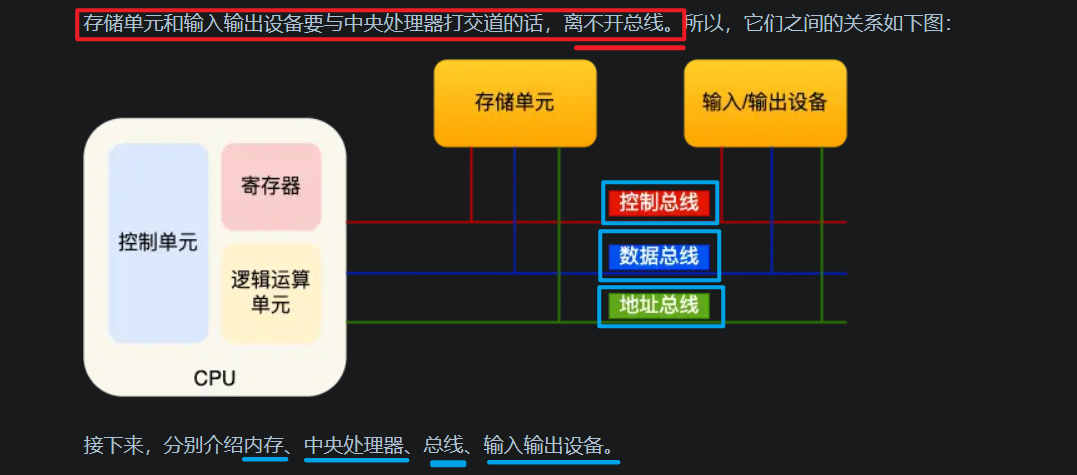 存储单元和输入输出设备要与中央处理器打交道的话，离不开总线。所以，它们之间的关系如下图：
存储单元
输入/输出设备
寄存器
控制单元
逻辑运算
单元
CPU
控制总线
数据总线
地址总线
接下来，分别介绍内存、中央处理器、总线、输入输出设备。